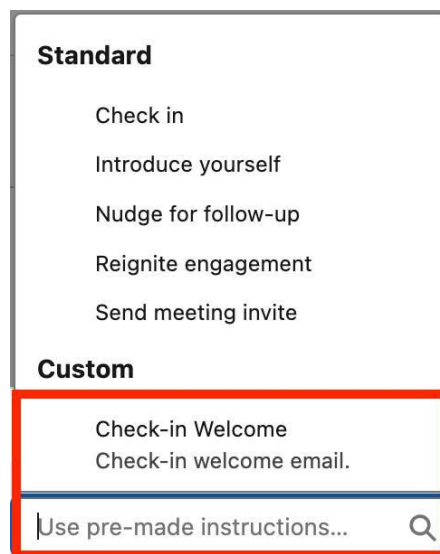 Standard
Check in
Introduce yourself
Nudge for follow-up
Reignite engagement
Send meeting invite
Custom
Check-in Welcome
Check-in welcome email.
Use pre-made instructions...